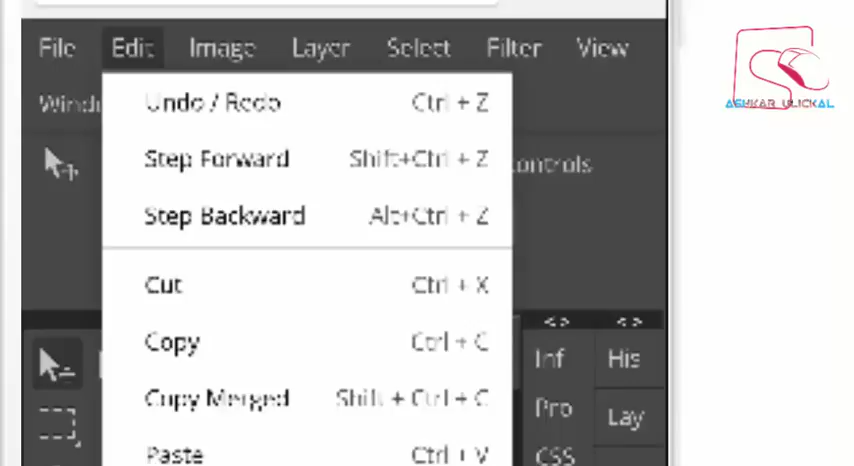 File Edit Image Layer Select Filter View
Undo / Redo Ctrl + Z
Step Forward Shift+Ctrl + Z
Step Backward Alt+Ctrl + Z
Cut Ctrl + X
Copy Ctrl + C
Copy Merged Shift + Ctrl + C
Paste Ctrl + V
Inf His
Pro Lay
CSS
ASHKAR ULICKAL